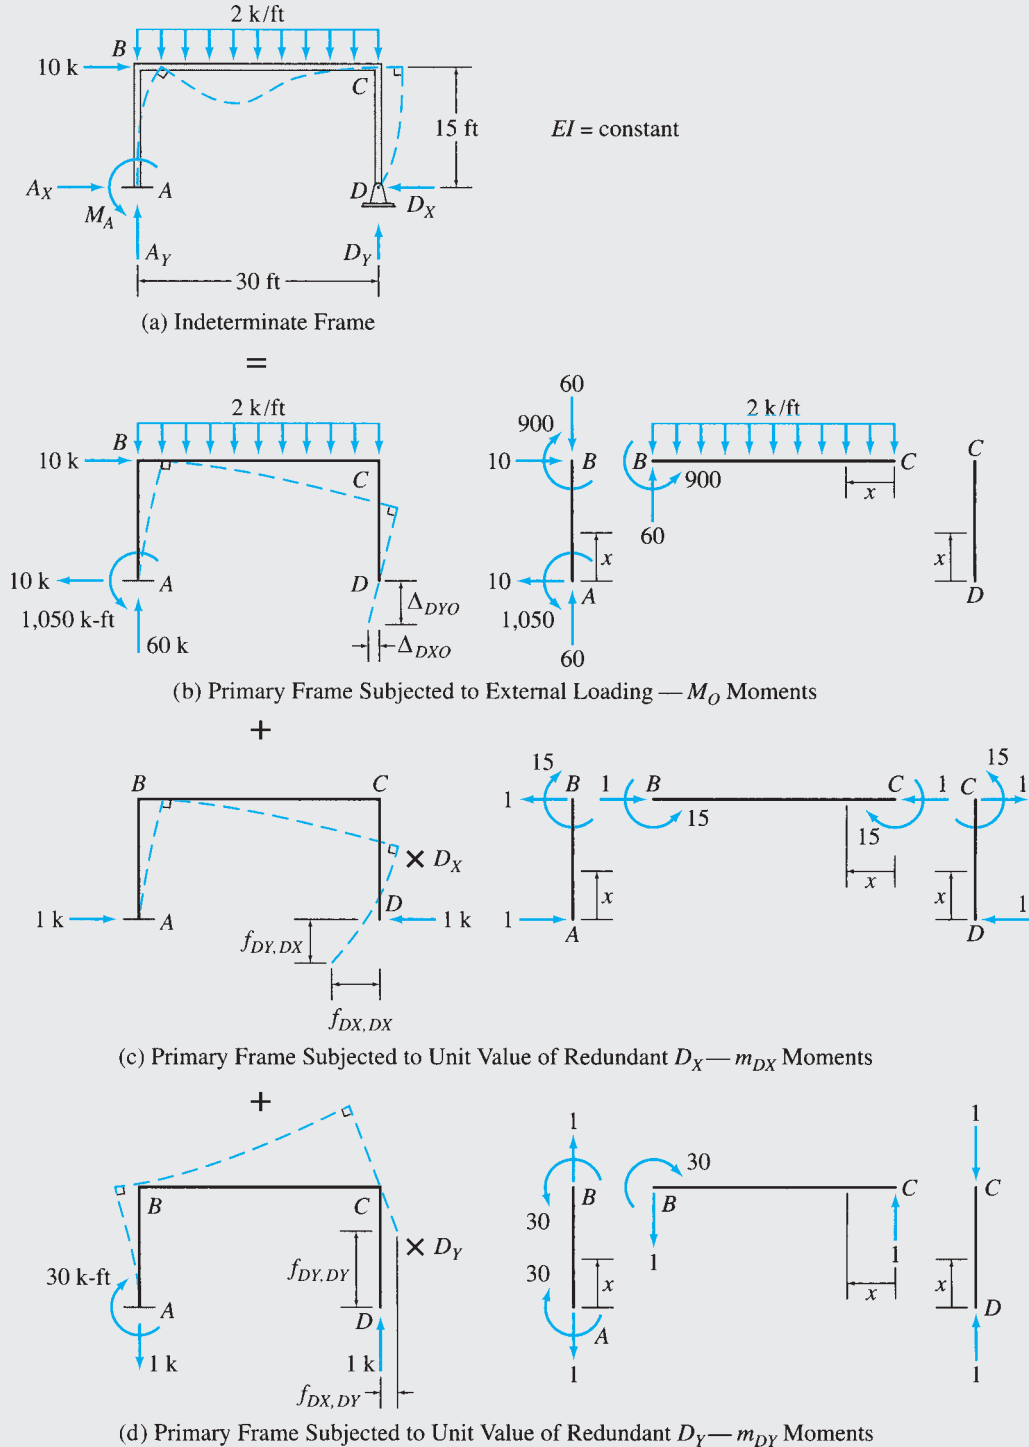 2 k/ft
B
10 k
C
15 ft
EI = constant
A_X
A
D
D_X
M_A
A_Y
D_Y
30 ft
(a) Indeterminate Frame
=
2 k/ft
B
10 k
C
10 k
A
D
1,050 k-ft
60 k
Δ_DYO
Δ_DXO
60
900
10
B
x
10
A
1,050
60
2 k/ft
B
900
60
C
x
C
x
D
(b) Primary Frame Subjected to External Loading — M_O Moments
+
B
C
× D_X
1 k
A
D
1 k
f_DY, DX
f_DX, DX
15
B
1
x
1
A
1
B
15
C
1
15
x
15
C
1
x
1
D
(c) Primary Frame Subjected to Unit Value of Redundant D_X — m_DX Moments
+
B
C
× D_Y
30 k-ft
A
1 k
f_DY, DY
D
1 k
f_DX, DY
1
B
30
30
x
A
1
30
B
1
C
1
x
1
C
x
D
1
(d) Primary Frame Subjected to Unit Value of Redundant D_Y — m_DY Moments